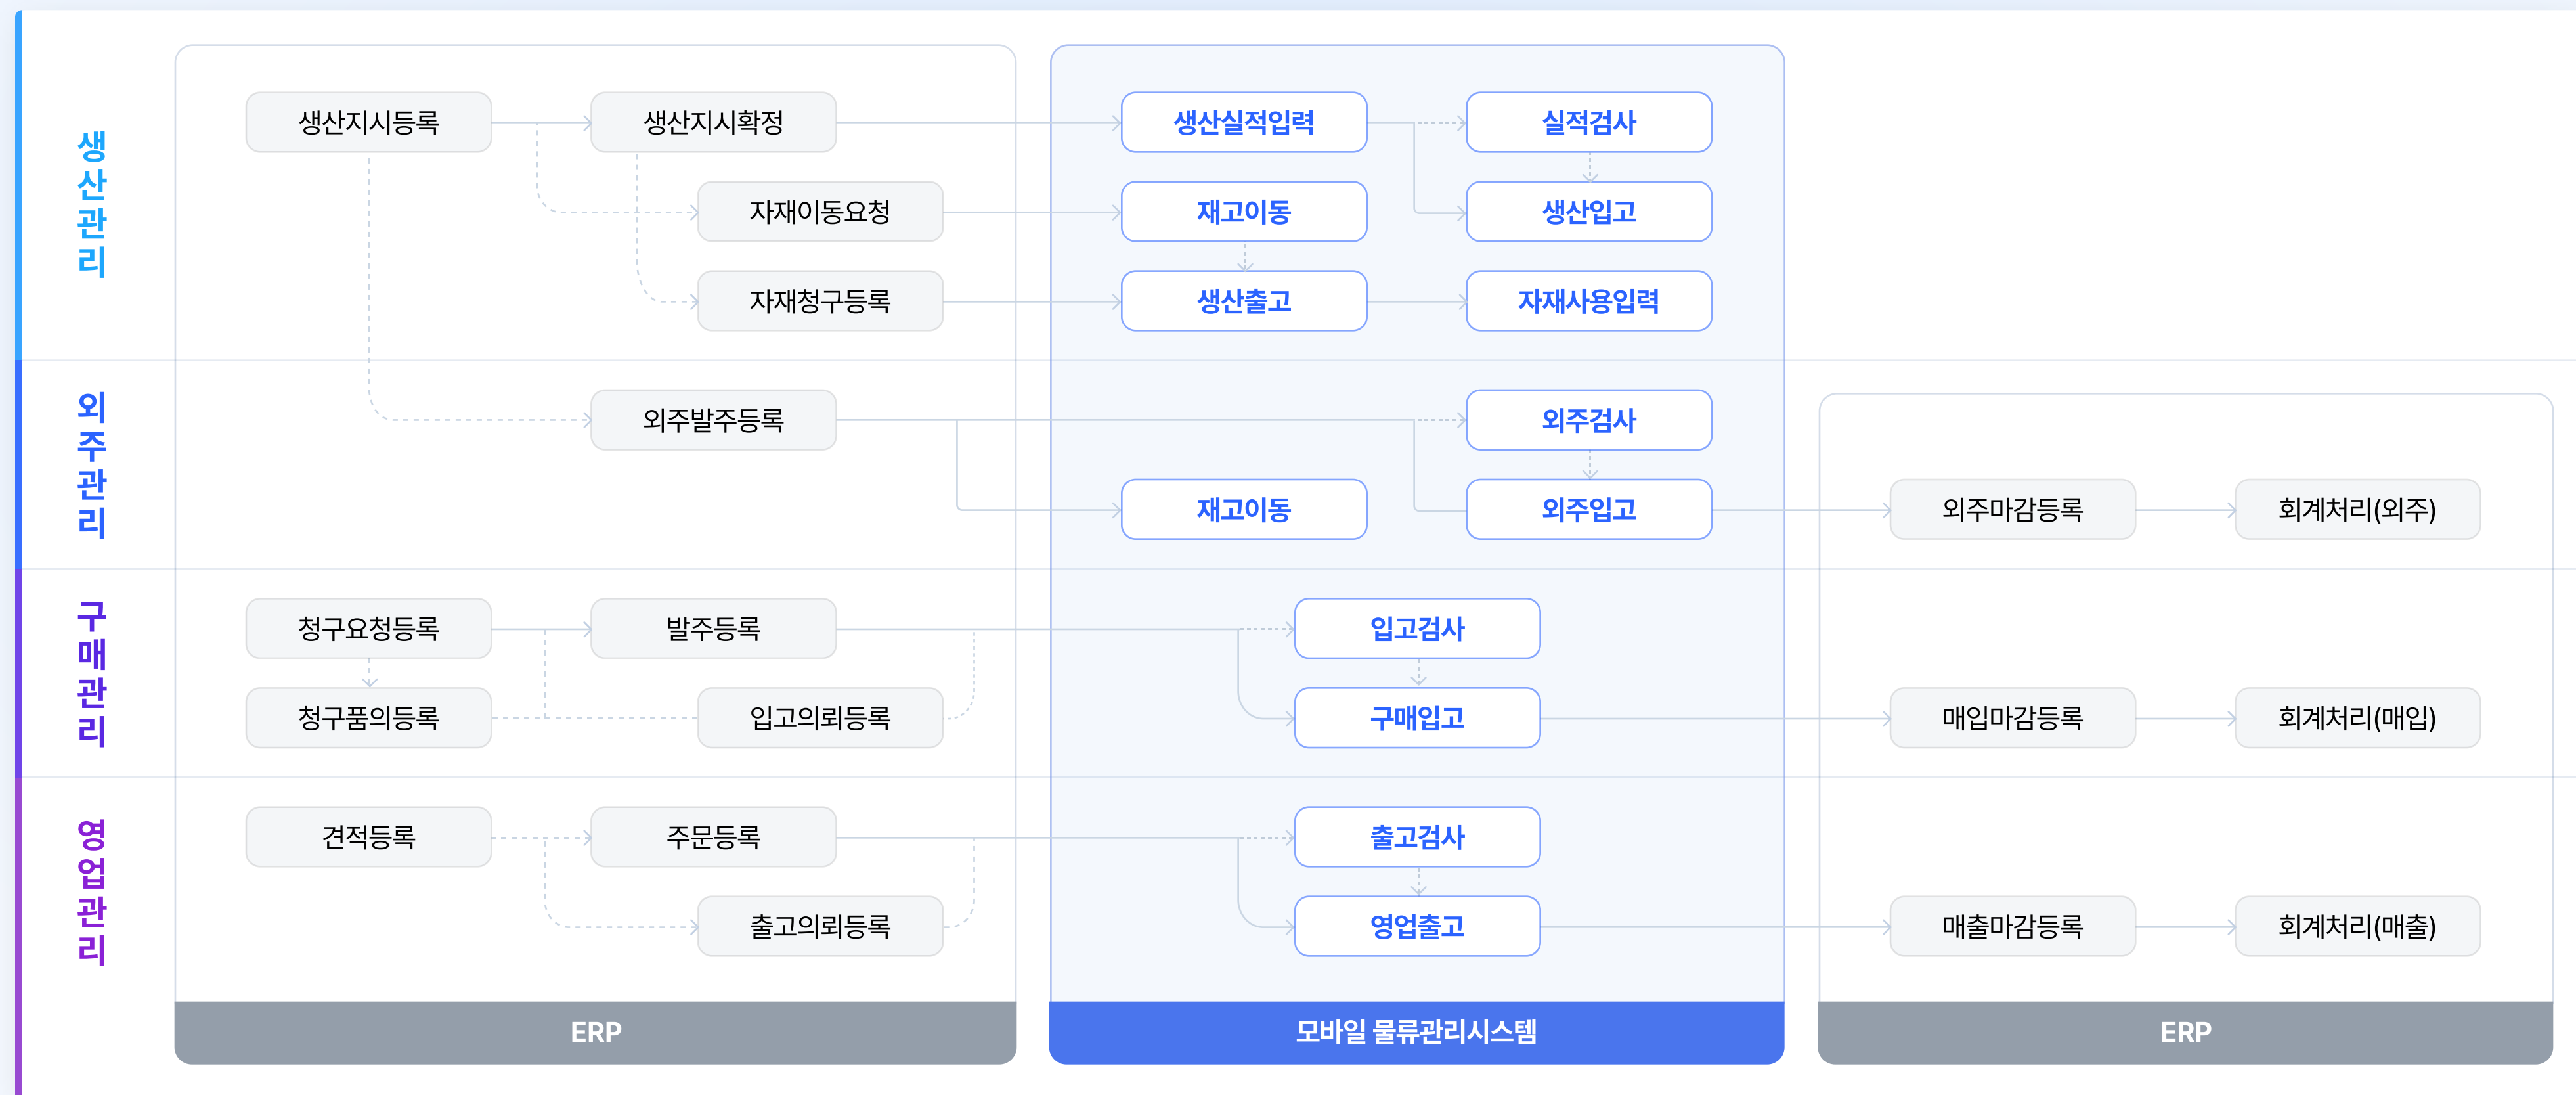 생산관리
생산지시등록
생산지시확정
생산실적입력
실적검사
자재이동요청
재고이동
생산입고
자재청구등록
생산출고
자재사용입력
외주관리
외주발주등록
외주검사
재고이동
외주입고
외주마감등록
회계처리(외주)
구매관리
청구요청등록
발주등록
입고검사
청구품의등록
입고의뢰등록
구매입고
매입마감등록
회계처리(매입)
영업관리
견적등록
주문등록
출고검사
출고의뢰등록
영업출고
매출마감등록
회계처리(매출)
ERP
모바일 물류관리시스템
ERP